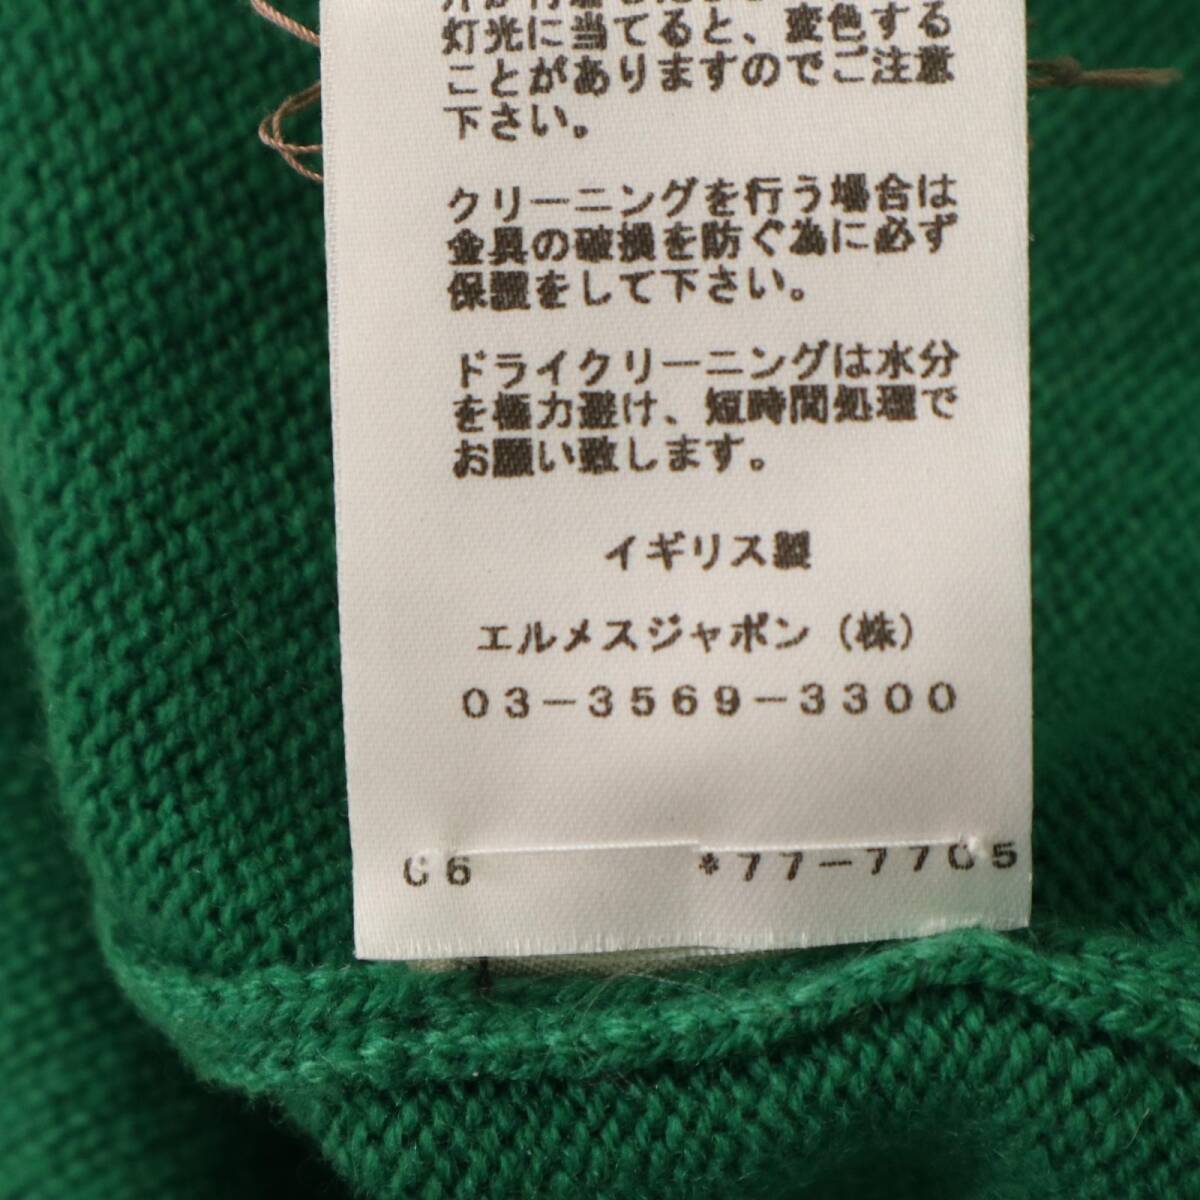 灯光に当てると、変色する
ことがありますのでご注意
下さい。
クリーニングを行う場合は
金具の破損を防ぐ為に必ず
保護をして下さい。
ドライクリーニングは水分
を極力避け、短時間処理で
お願い致します。
イギリス製
エルメスジャポン（株）
03-3569-3300
C6 *77-7705